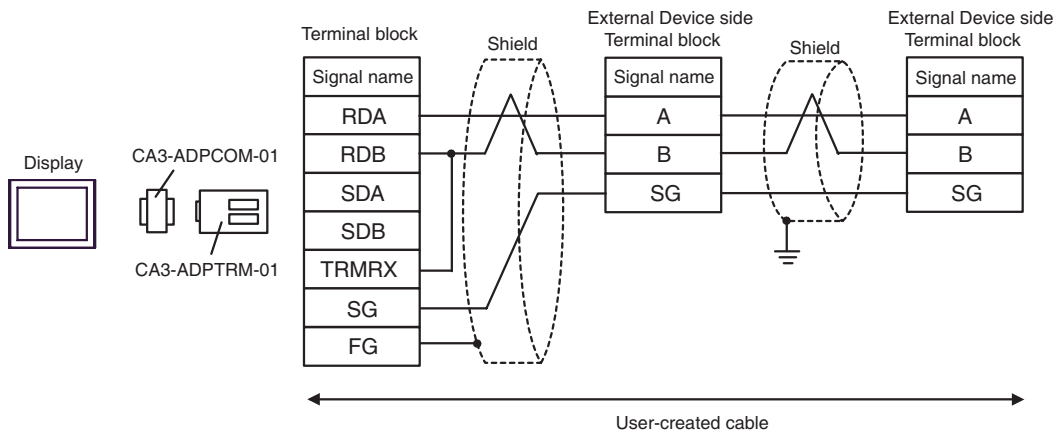 Display
CA3-ADPCOM-01
CA3-ADPTRM-01
Terminal block
Signal name
RDA
RDB
SDA
SDB
TRMRX
SG
FG
Shield
External Device side
Terminal block
Signal name
A
B
SG
Shield
External Device side
Terminal block
Signal name
A
B
SG
User-created cable